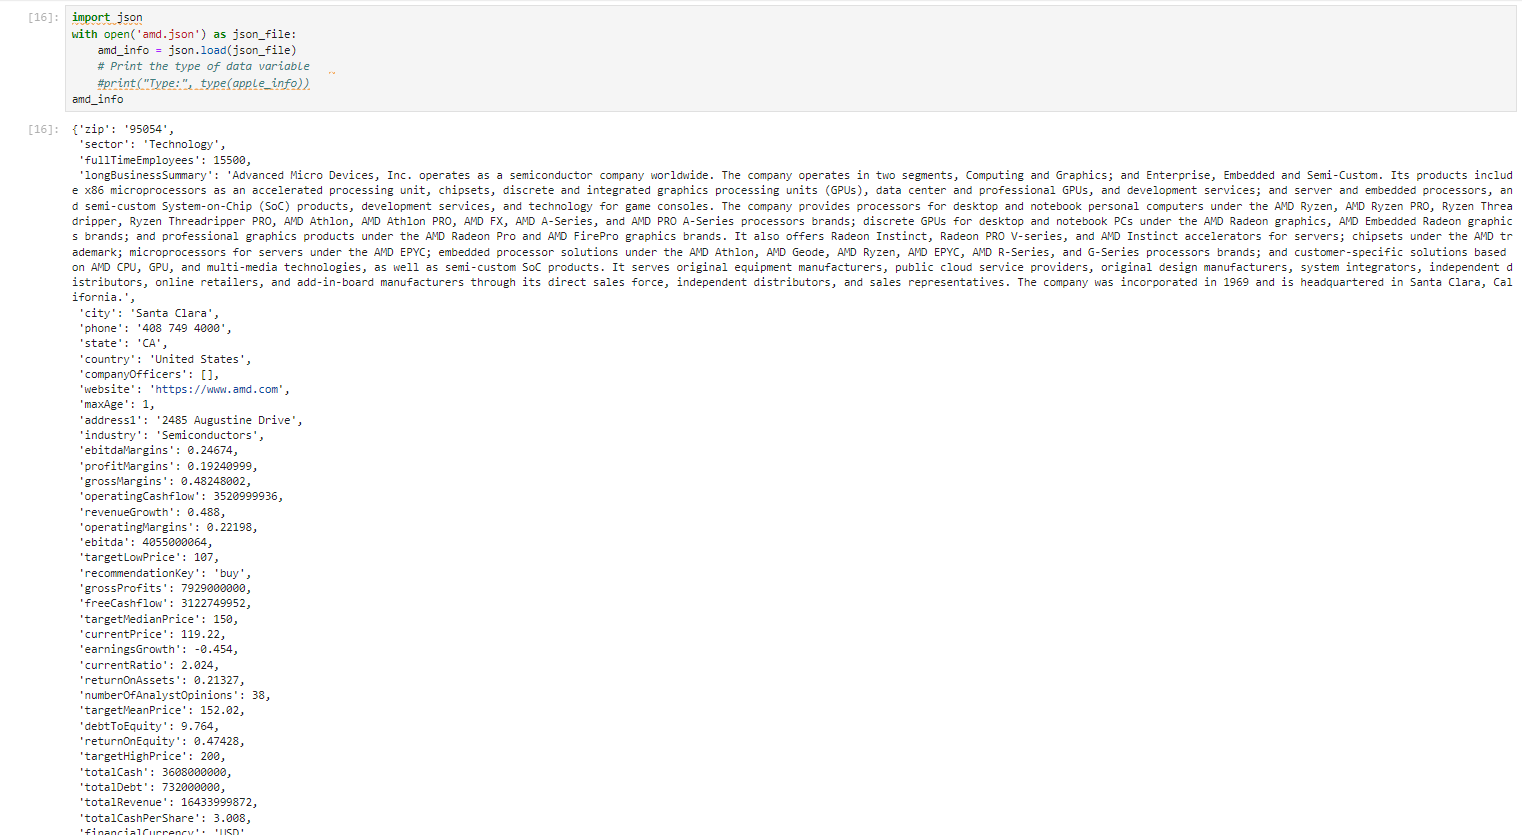 [16]: import json
with open('amd.json') as json_file:
    amd_info = json.load(json_file)
    # Print the type of data variable
    #print("Type:", type(apple_info))
amd_info
[16]: {'zip': '95054',
 'sector': 'Technology',
 'fullTimeEmployees': 15500,
 'longBusinessSummary': 'Advanced Micro Devices, Inc. operates as a semiconductor company worldwide. The company operates in two segments, Computing and Graphics; and Enterprise, Embedded and Semi-Custom. Its products includ
e x86 microprocessors as an accelerated processing unit, chipsets, discrete and integrated graphics processing units (GPUs), data center and professional GPUs, and development services; and server and embedded processors, an
d semi-custom System-on-Chip (SoC) products, development services, and technology for game consoles. The company provides processors for desktop and notebook personal computers under the AMD Ryzen, AMD Ryzen PRO, Ryzen Threa
dripper, Ryzen Threadripper PRO, AMD Athlon, AMD Athlon PRO, AMD FX, AMD A-Series, and AMD PRO A-Series processors brands; discrete GPUs for desktop and notebook PCs under the AMD Radeon graphics, AMD Embedded Radeon graphic
s brands; and professional graphics products under the AMD Radeon Pro and AMD FirePro graphics brands. It also offers Radeon Instinct, Radeon PRO V-series, and AMD Instinct accelerators for servers; chipsets under the AMD tr
ademark; microprocessors for servers under the AMD EPYC; embedded processor solutions under the AMD Athlon, AMD Geode, AMD Ryzen, AMD EPYC, AMD R-Series, and G-Series processors brands; and customer-specific solutions based
on AMD CPU, GPU, and multi-media technologies, as well as semi-custom SoC products. It serves original equipment manufacturers, public cloud service providers, original design manufacturers, system integrators, independent d
istributors, online retailers, and add-in-board manufacturers through its direct sales force, independent distributors, and sales representatives. The company was incorporated in 1969 and is headquartered in Santa Clara, Cal
ifornia.',
 'city': 'Santa Clara',
 'phone': '408 749 4000',
 'state': 'CA',
 'country': 'United States',
 'companyOfficers': [],
 'website': 'https://www.amd.com',
 'maxAge': 1,
 'address1': '2485 Augustine Drive',
 'industry': 'Semiconductors',
 'ebitdaMargins': 0.24674,
 'profitMargins': 0.19240999,
 'grossMargins': 0.48248002,
 'operatingCashflow': 3520999936,
 'revenueGrowth': 0.488,
 'operatingMargins': 0.22198,
 'ebitda': 4055000064,
 'targetLowPrice': 107,
 'recommendationKey': 'buy',
 'grossProfits': 7929000000,
 'freeCashflow': 3122749952,
 'targetMedianPrice': 150,
 'currentPrice': 119.22,
 'earningsGrowth': -0.454,
 'currentRatio': 2.024,
 'returnOnAssets': 0.21327,
 'numberOfAnalystOpinions': 38,
 'targetMeanPrice': 152.02,
 'debtToEquity': 9.764,
 'returnOnEquity': 0.47428,
 'targetHighPrice': 200,
 'totalCash': 3608000000,
 'totalDebt': 732000000,
 'totalRevenue': 16433999872,
 'totalCashPerShare': 3.008,
 'financialCurrency': 'USD'